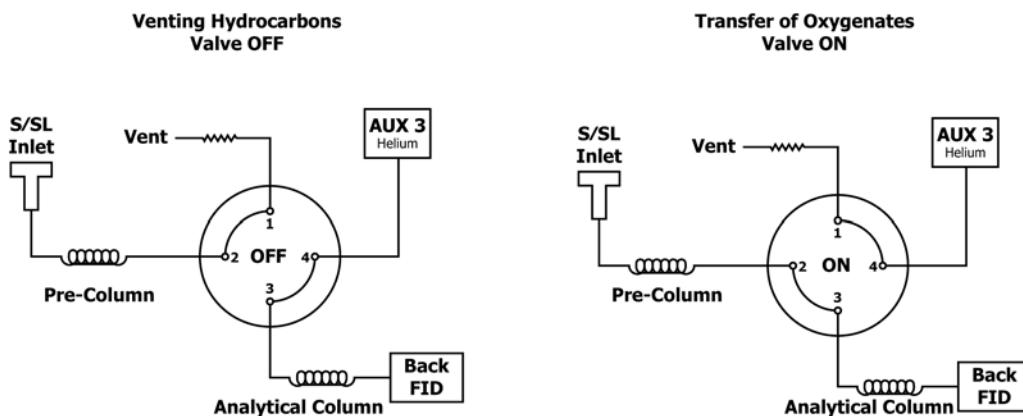 Venting Hydrocarbons
Valve OFF
S/SL
Inlet
Vent
AUX 3
Helium
1
2
OFF
4
3
Pre-Column
Back
FID
Analytical Column
Transfer of Oxygenates
Valve ON
S/SL
Inlet
Vent
AUX 3
Helium
1
2
ON
4
3
Pre-Column
Back
FID
Analytical Column